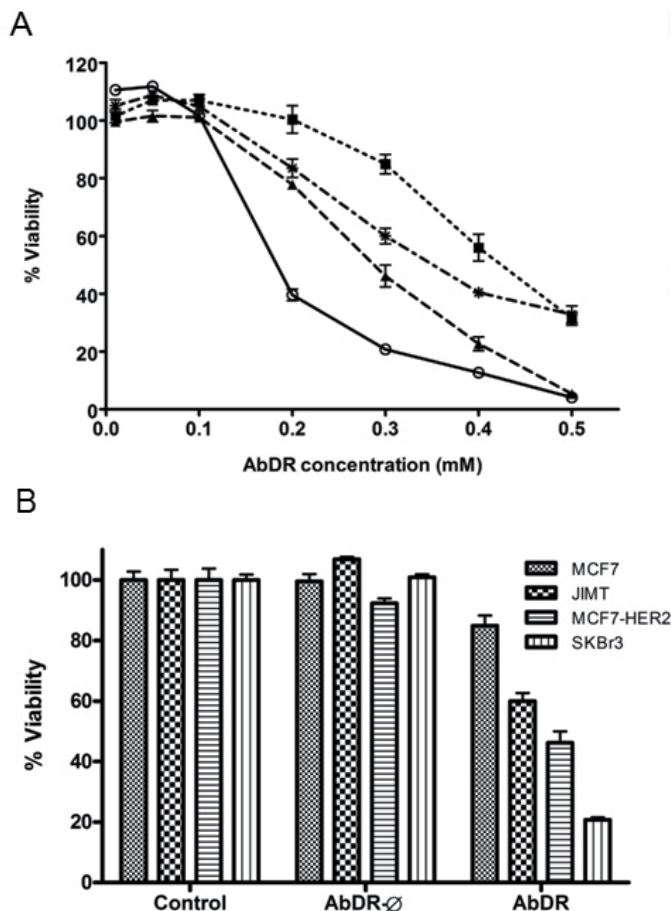 A
120
100
80
60
40
20
0
% Viability
0.0 0.1 0.2 0.3 0.4 0.5
AbDR concentration (mM)
B
100
80
60
40
20
0
% Viability
MCF7
JIMT
MCF7-HER2
SKBr3
Control AbDR-∅ AbDR